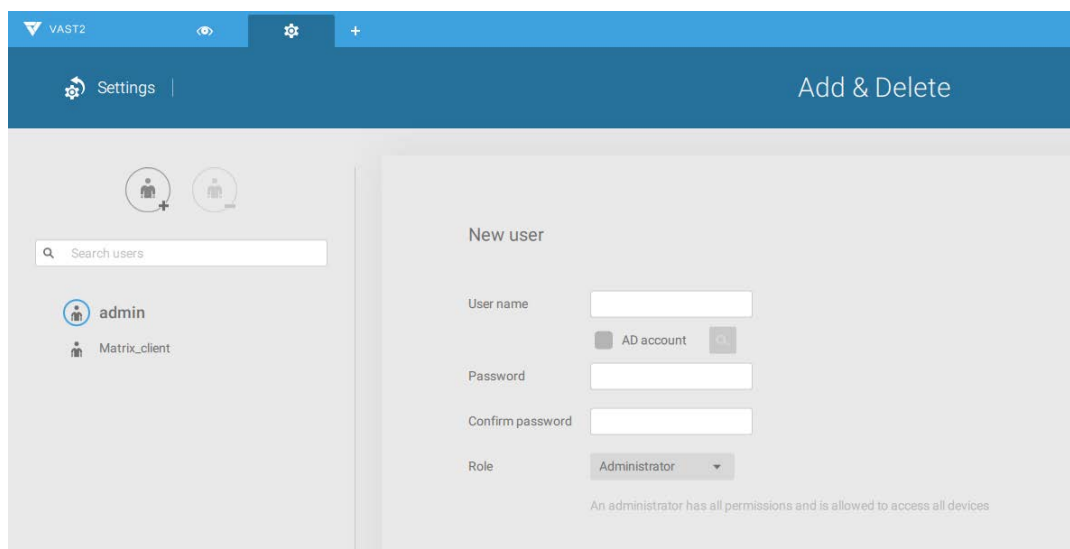 VAST2
Settings
Add & Delete
Search users
admin
Matrix_client
New user
User name
AD account
Password
Confirm password
Role
Administrator
An administrator has all permissions and is allowed to access all devices